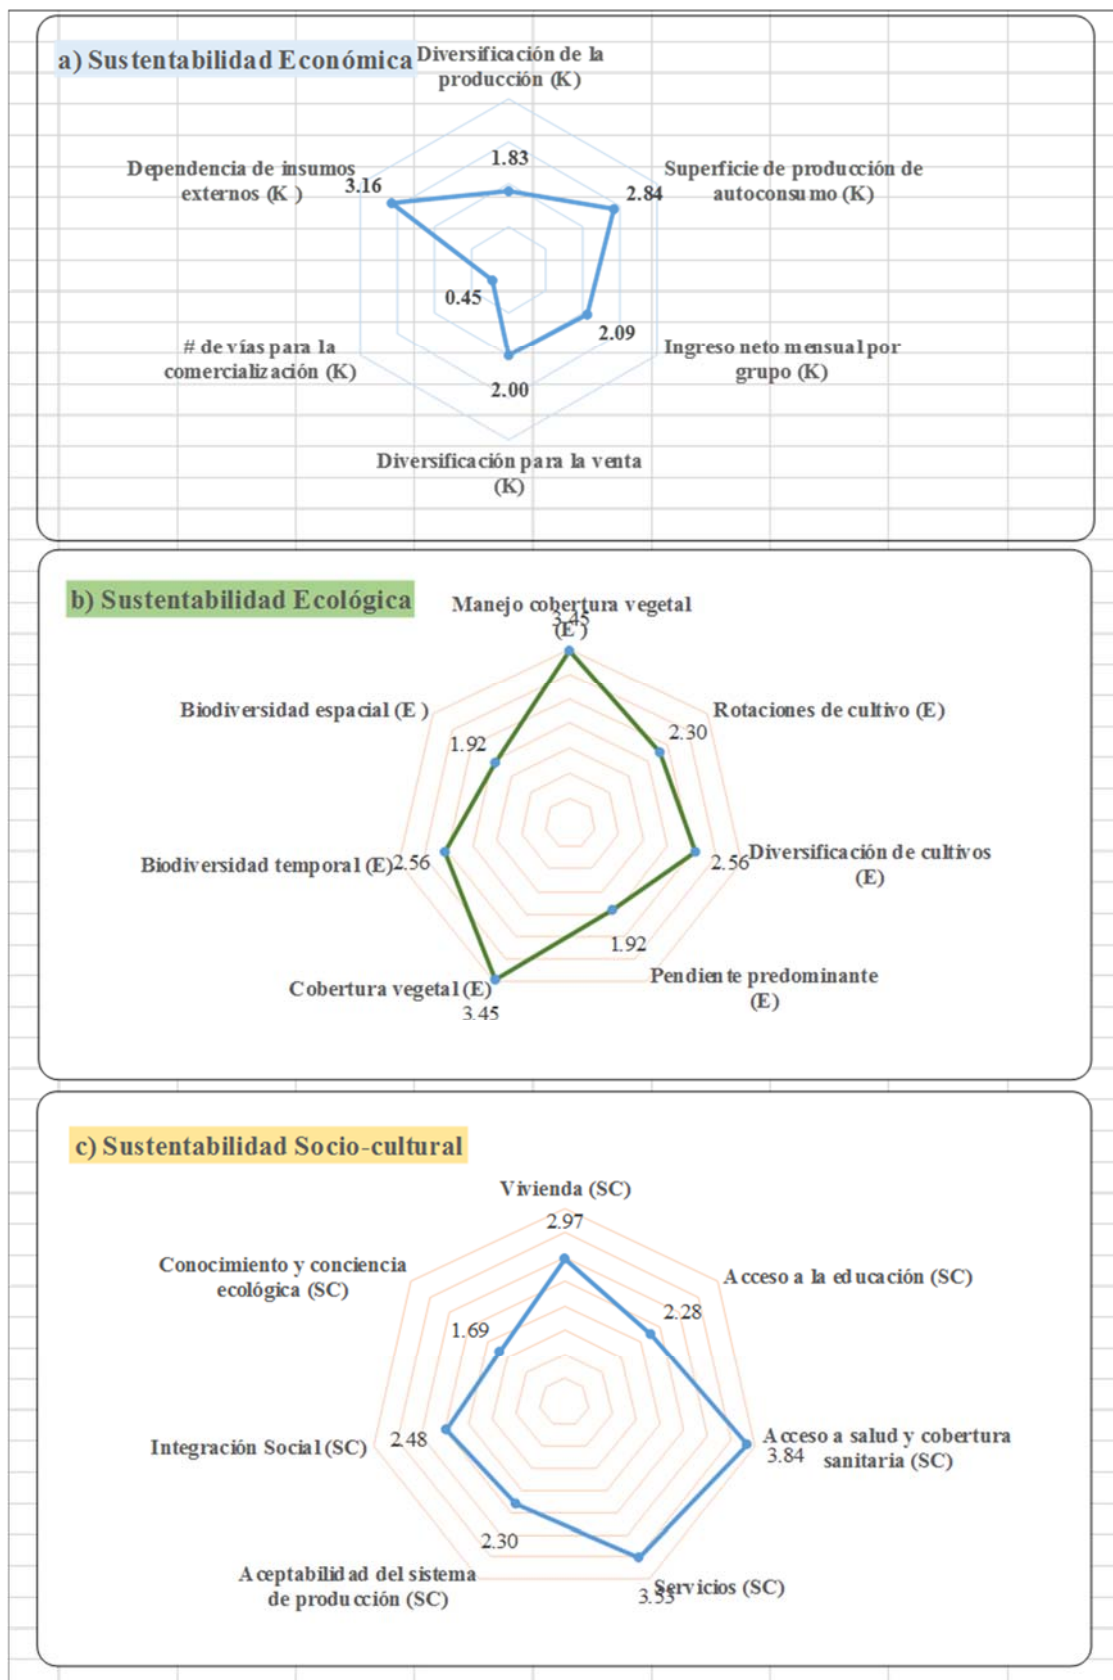 a) Sustentabilidad Económica
Diversificación de la
producción (K)
1.83
Dependencia de insumos
externos (K )
3.16
Superficie de producción de
autoconsumo (K)
2.84
0.45
2.09
# de vías para la
comercialización (K)
Ingreso neto mensual por
grupo (K)
2.00
Diversificación para la venta
(K)
b) Sustentabilidad Ecológica
Manejo cobertura vegetal
(E )
3.45
Biodiversidad espacial (E )
1.92
Rotaciones de cultivo (E)
2.30
Biodiversidad temporal (E)
2.56
Diversificación de cultivos
(E)
2.56
1.92
Cobertura vegetal (E)
3.45
Pendiente predominante
(E)
c) Sustentabilidad Socio-cultural
Vivienda (SC)
2.97
Conocimiento y conciencia
ecológica (SC)
1.69
Acceso a la educación (SC)
2.28
Integración Social (SC)
2.48
Acceso a salud y cobertura
sanitaria (SC)
3.84
2.30
Aceptabilidad del sistema
de producción (SC)
Servicios (SC)
3.53